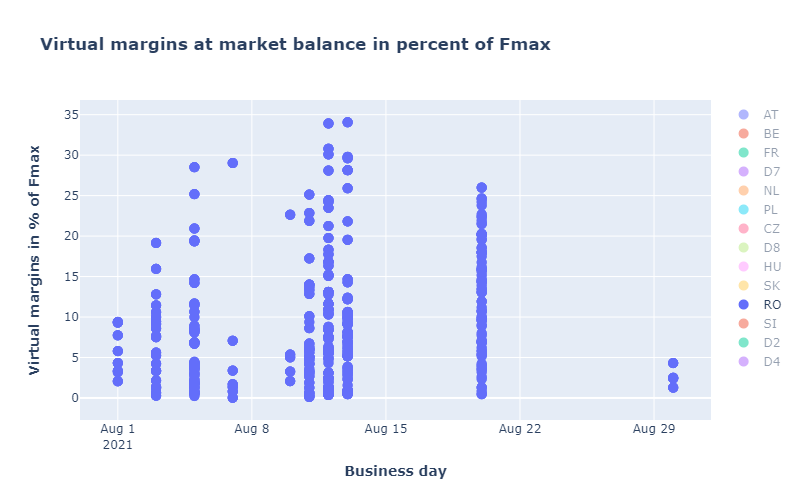 Virtual margins at market balance in percent of Fmax
Virtual margins in % of Fmax
35
30
25
20
15
10
5
0
Aug 1
2021
Aug 8
Aug 15
Aug 22
Aug 29
Business day
AT
BE
FR
D7
NL
PL
CZ
D8
HU
SK
RO
SI
D2
D4